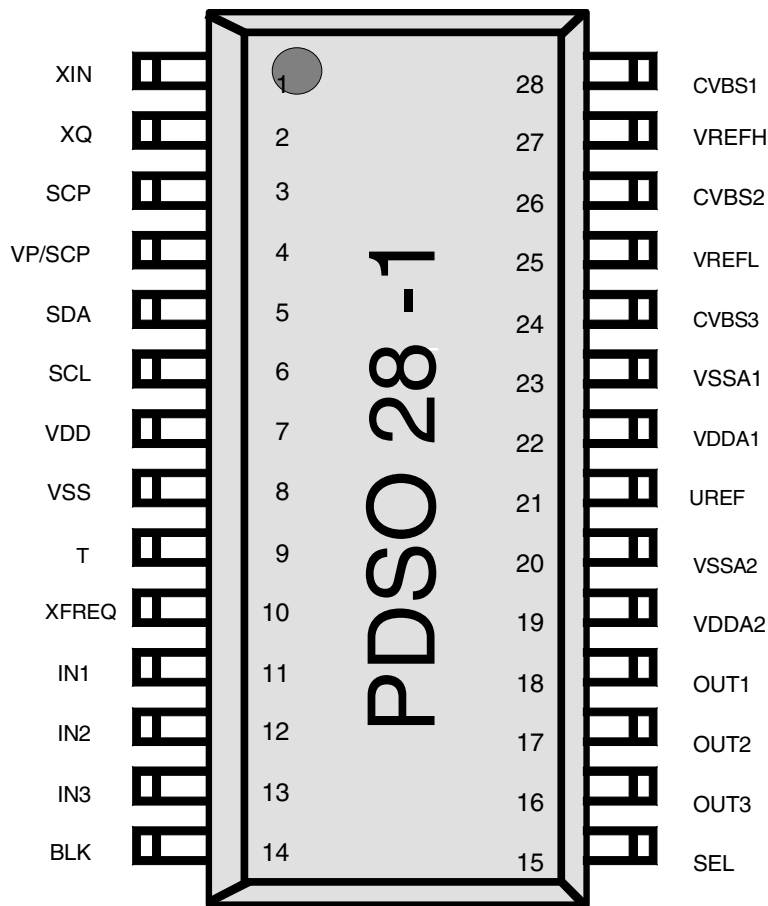 XIN 1 28 CVBS1
XQ 2 27 VREFH
SCP 3 26 CVBS2
VP/SCP 4 25 VREFL
SDA 5 24 CVBS3
SCL 6 23 VSSA1
VDD 7 22 VDDA1
VSS 8 21 UREF
T 9 20 VSSA2
XFREQ 10 19 VDDA2
IN1 11 18 OUT1
IN2 12 17 OUT2
IN3 13 16 OUT3
BLK 14 15 SEL
PDSO 28 -1